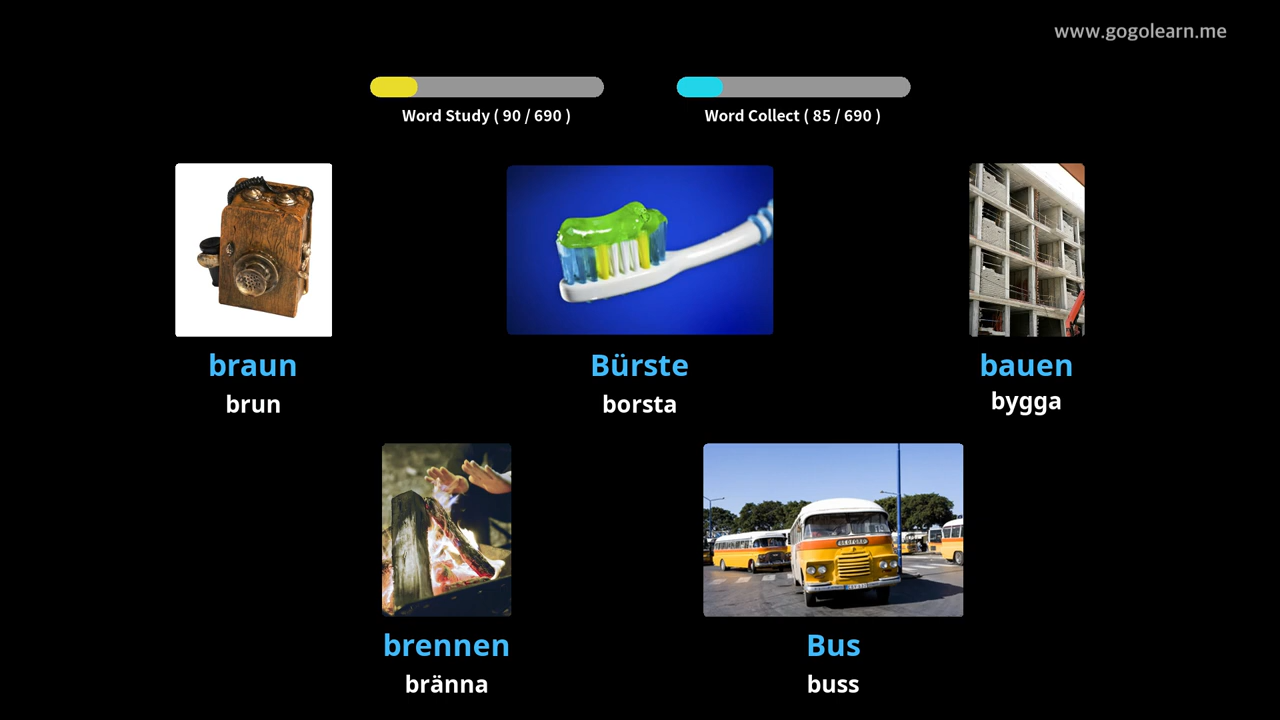 www.gogolearn.me
Word Study ( 90 / 690 )
Word Collect ( 85 / 690 )
braun
brun
Bürste
borsta
bauen
bygga
BEDFORD
brennen
bränna
Bus
buss